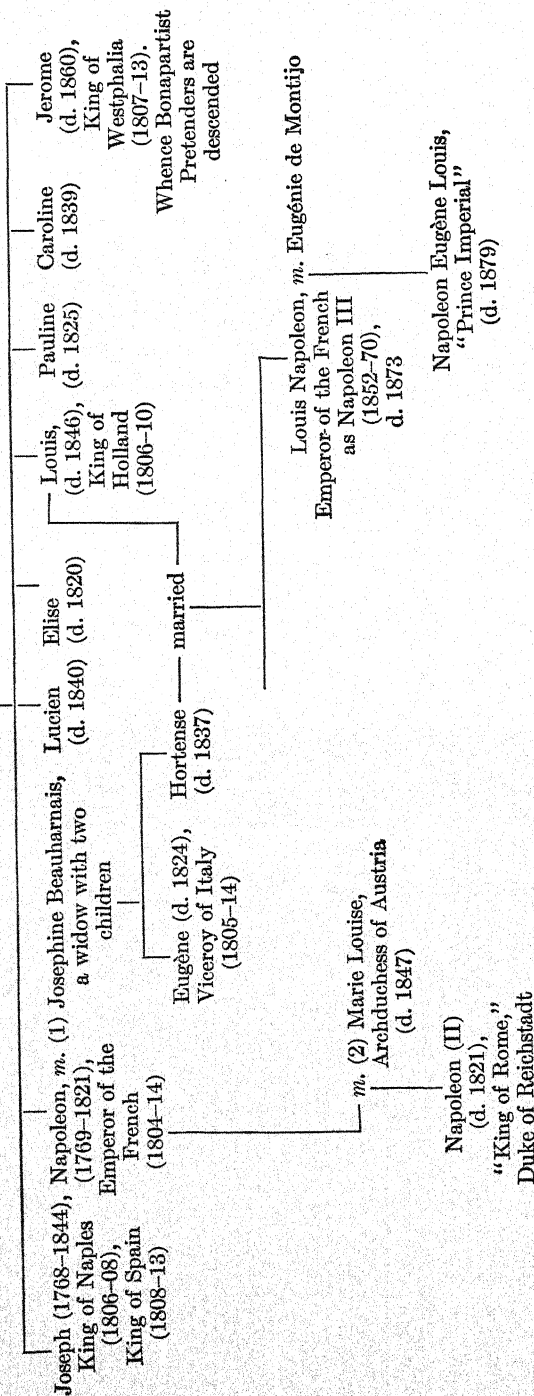 Joseph (1768–1844),
King of Naples
(1806–08),
King of Spain
(1808–13)
Napoleon, m. (1) Josephine Beauharnais,
(1769–1821),
Emperor of the
French
(1804–14)
a widow with two
children
Lucien
(d. 1840)
Elise
(d. 1820)
Louis,
(d. 1846),
King of
Holland
(1806–10)
Pauline
(d. 1825)
Caroline
(d. 1839)
Jerome
(d. 1860),
King of
Westphalia
(1807–13).
Whence Bonapartist
Pretenders are
descended
Eugène (d. 1824),
Viceroy of Italy
(1805–14)
Hortense
(d. 1837)
married
m. (2) Marie Louise,
Archduchess of Austria
(d. 1847)
Napoleon (II)
(d. 1821),
“King of Rome,”
Duke of Reichstadt
Louis Napoleon, m. Eugénie de Montijo
Emperor of the French
as Napoleon III
(1852–70),
d. 1873
Napoleon Eugène Louis,
“Prince Imperial”
(d. 1879)